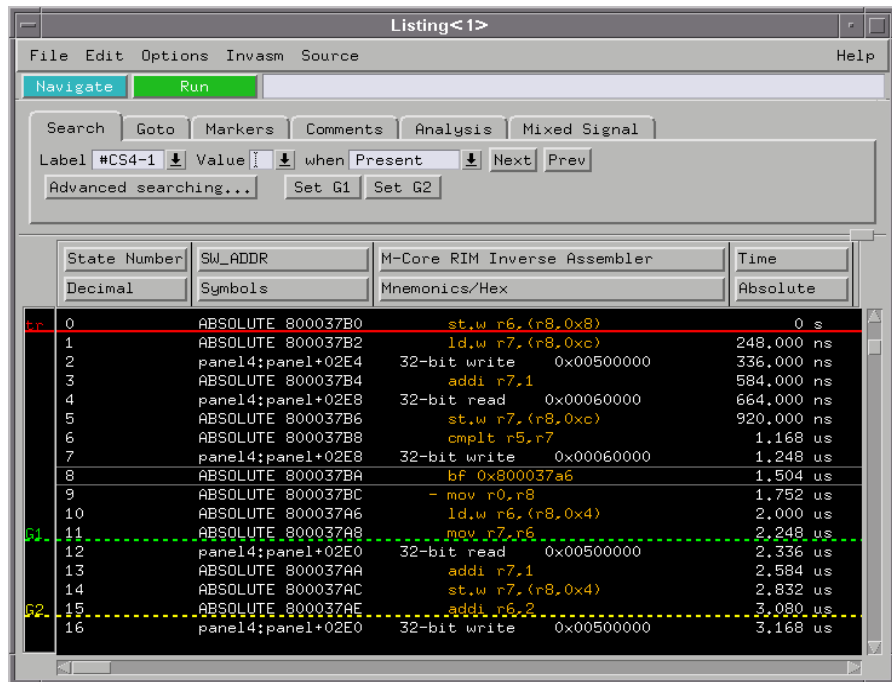 Listing<1>
File Edit Options Invasm Source Help
Navigate Run
Search Goto Markers Comments Analysis Mixed Signal
Label #CS4-1 Value when Present Next Prev
Advanced searching... Set G1 Set G2
State Number SW_ADDR M-Core RIM Inverse Assembler Time
Decimal Symbols Mnemonics/Hex Absolute
tr 0 ABSOLUTE 800037B0 st.w r6,(r8,0x8) 0 s
1 ABSOLUTE 800037B2 ld.w r7,(r8,0xc) 248.000 ns
2 panel4:panel+02E4 32-bit write 0x00500000 336.000 ns
3 ABSOLUTE 800037B4 addi r7,1 584.000 ns
4 panel4:panel+02E8 32-bit read 0x00060000 664.000 ns
5 ABSOLUTE 800037B6 st.w r7,(r8,0xc) 920.000 ns
6 ABSOLUTE 800037B8 cmplt r5,r7 1.168 us
7 panel4:panel+02E8 32-bit write 0x00060000 1.248 us
8 ABSOLUTE 800037BA bf 0x800037a6 1.504 us
9 ABSOLUTE 800037BC - mov r0,r8 1.752 us
10 ABSOLUTE 800037A6 ld.w r6,(r8,0x4) 2.000 us
G1 11 ABSOLUTE 800037A8 mov r7,r6 2.248 us
12 panel4:panel+02E0 32-bit read 0x00500000 2.336 us
13 ABSOLUTE 800037AA addi r7,1 2.584 us
14 ABSOLUTE 800037AC st.w r7,(r8,0x4) 2.832 us
G2 15 ABSOLUTE 800037AE addi r6,2 3.080 us
16 panel4:panel+02E0 32-bit write 0x00500000 3.168 us